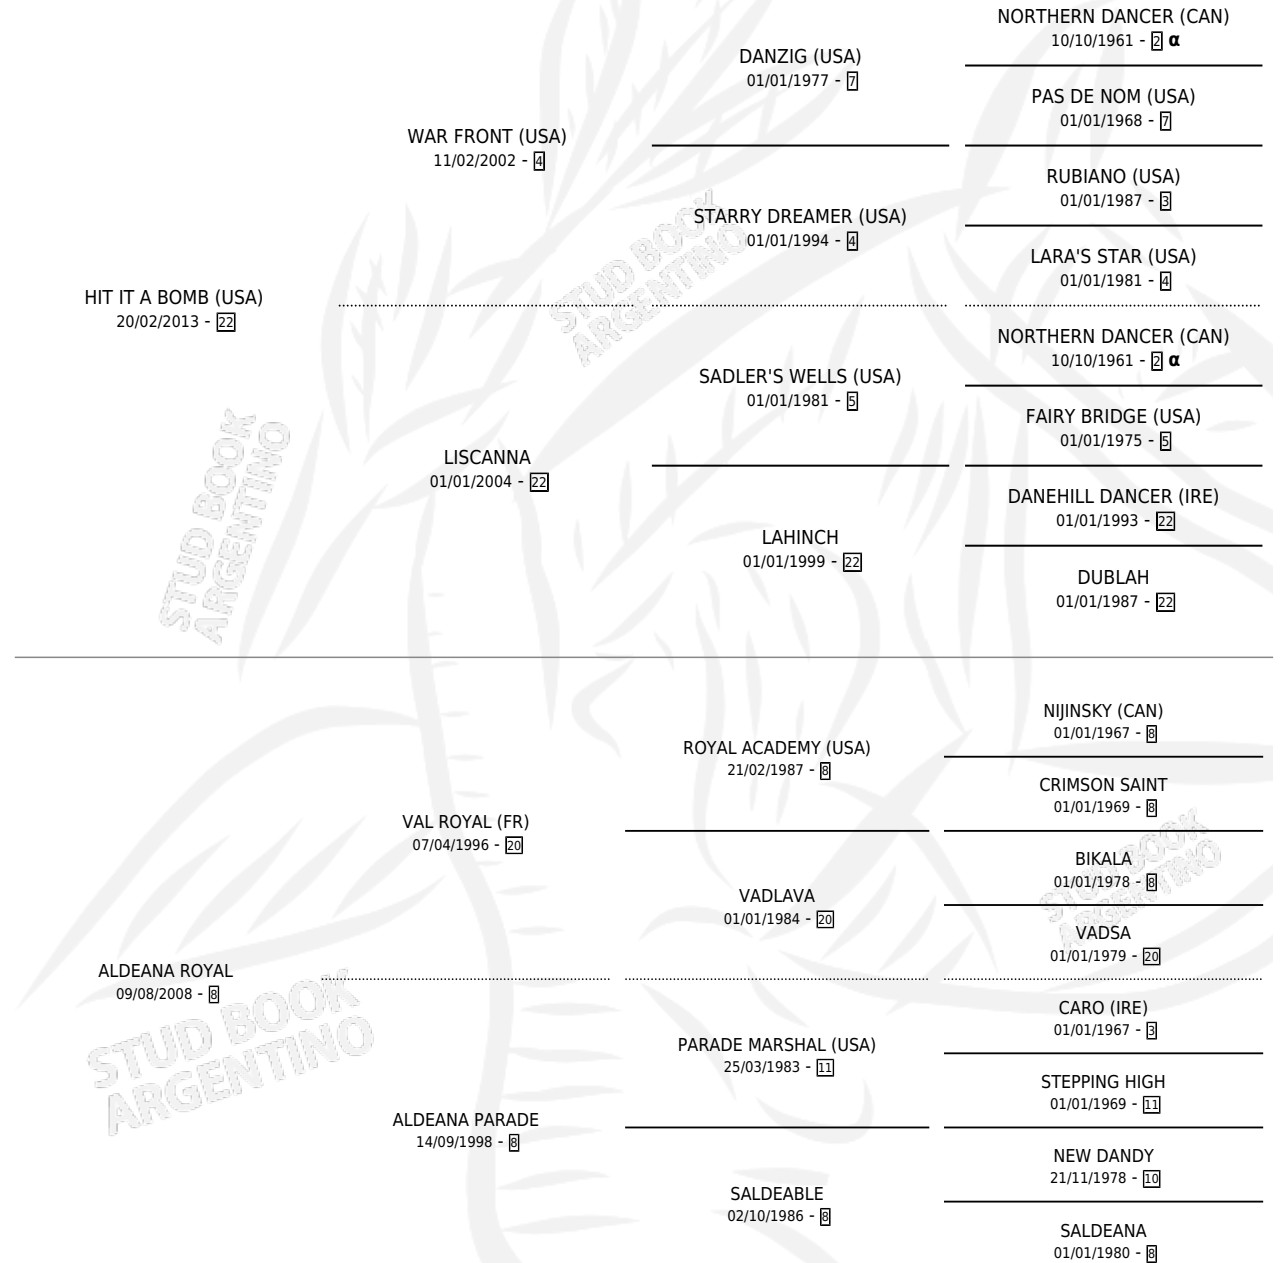 NORTHERN DANCER (CAN)
10/10/1961 - 2 α
DANZIG (USA)
01/01/1977 - 7
PAS DE NOM (USA)
01/01/1968 - 7
WAR FRONT (USA)
11/02/2002 - 4
RUBIANO (USA)
01/01/1987 - 3
STARRY DREAMER (USA)
01/01/1994 - 4
LARA'S STAR (USA)
01/01/1981 - 4
HIT IT A BOMB (USA)
20/02/2013 - 22
NORTHERN DANCER (CAN)
10/10/1961 - 2 α
SADLER'S WELLS (USA)
01/01/1981 - 5
FAIRY BRIDGE (USA)
01/01/1975 - 5
LISCANNA
01/01/2004 - 22
DANEHILL DANCER (IRE)
01/01/1993 - 22
LAHINCH
01/01/1999 - 22
DUBLAH
01/01/1987 - 22
NIJINSKY (CAN)
01/01/1967 - 8
ROYAL ACADEMY (USA)
21/02/1987 - 8
CRIMSON SAINT
01/01/1969 - 8
VAL ROYAL (FR)
07/04/1996 - 20
BIKALA
01/01/1978 - 8
VADLAVA
01/01/1984 - 20
VADSA
01/01/1979 - 20
ALDEANA ROYAL
09/08/2008 - 8
CARO (IRE)
01/01/1967 - 3
PARADE MARSHAL (USA)
25/03/1983 - 11
STEPPING HIGH
01/01/1969 - 11
ALDEANA PARADE
14/09/1998 - 8
NEW DANDY
21/11/1978 - 10
SALDEABLE
02/10/1986 - 8
SALDEANA
01/01/1980 - 8
STUD BOOK
ARGENTINO
STUD BOOK
ARGENTINO
STUD BOOK
ARGENTINO
STUD BOOK
ARGENTINO